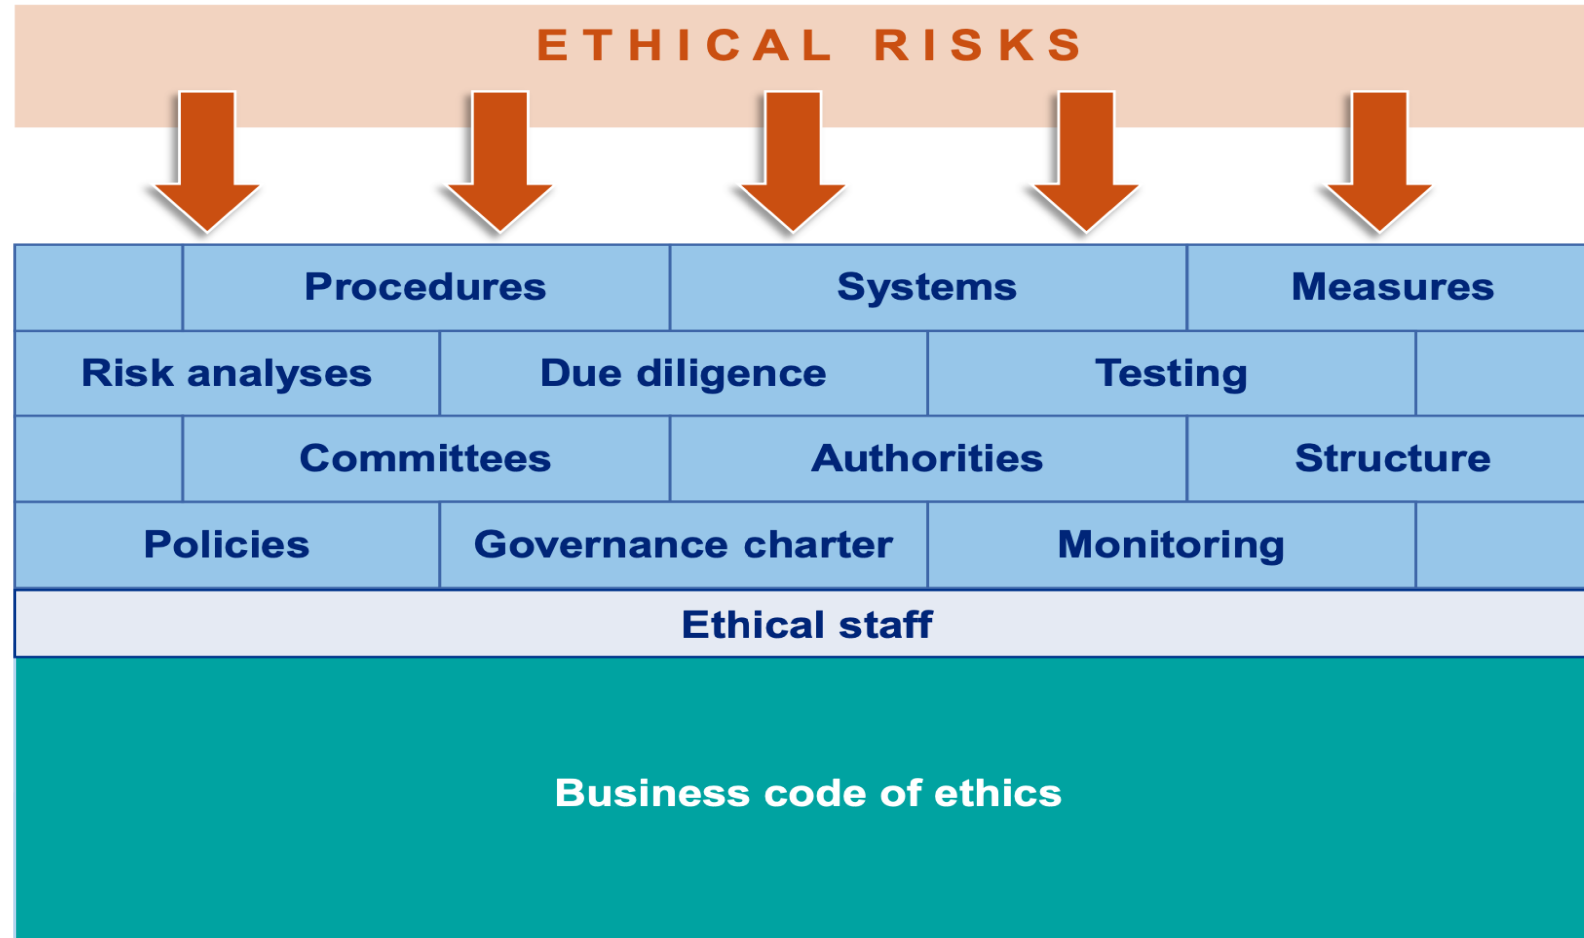 ETHICAL RISKS
Procedures Systems Measures
Risk analyses Due diligence Testing
Committees Authorities Structure
Policies Governance charter Monitoring
Ethical staff
Business code of ethics